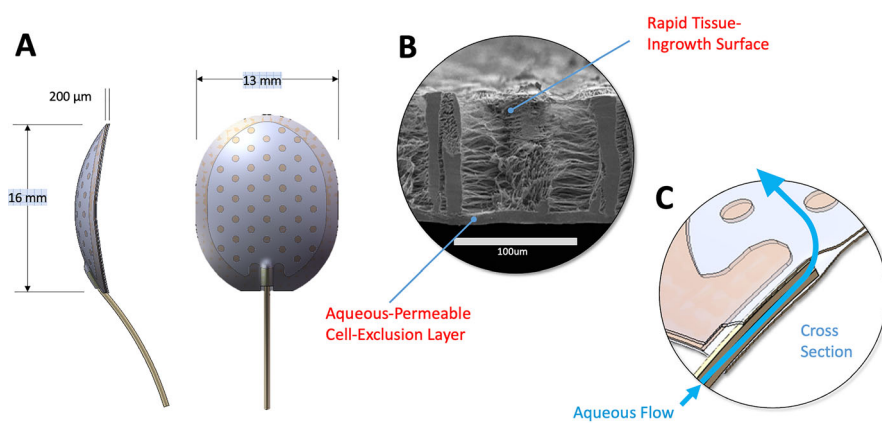 A
200 µm
16 mm
13 mm
B
Rapid Tissue-
Ingrowth Surface
100um
Aqueous-Permeable
Cell-Exclusion Layer
C
Cross
Section
Aqueous Flow